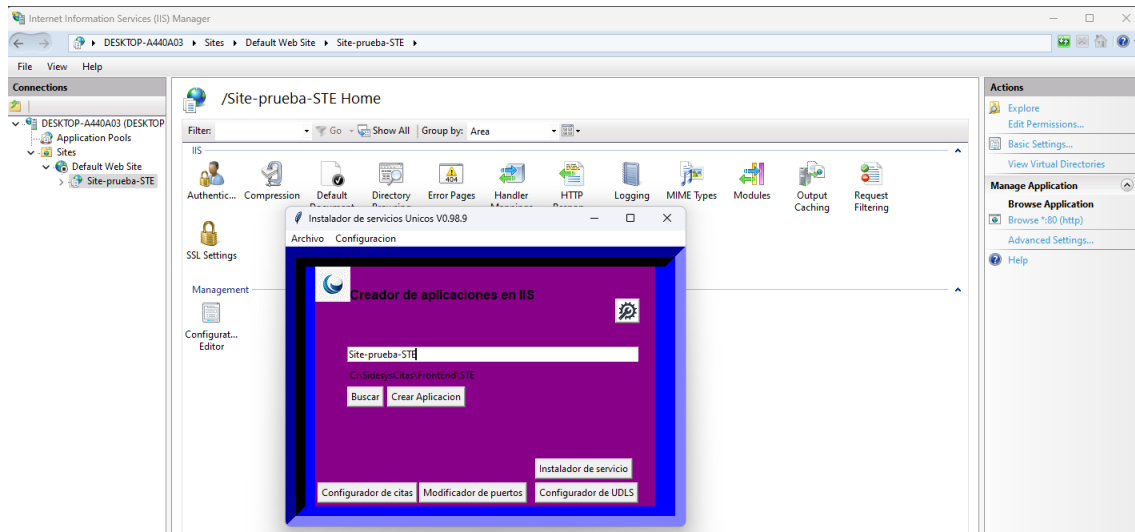 Internet Information Services (IIS) Manager
DESKTOP-A440A03 Sites Default Web Site Site-prueba-STE
File View Help
Connections
DESKTOP-A440A03 (DESKTOP
Application Pools
Sites
Default Web Site
Site-prueba-STE
/Site-prueba-STE Home
Filter: Go Show All Group by: Area
IIS
Authentic... Compression Default Directory Error Pages Handler HTTP Logging MIME Types Modules Output Request
Caching Filtering
SSL Settings
Management
Configurat...
Editor
Instalador de servicios Unicos V0.98.9
Archivo Configuracion
Creador de aplicaciones en IIS
Site-prueba-STE
C:\SidesysCitas\FrontEnd\STE
Buscar Crear Aplicacion
Instalador de servicio
Configurador de citas Modificador de puertos Configurador de UDLS
Actions
Explore
Edit Permissions...
Basic Settings...
View Virtual Directories
Manage Application
Browse Application
Browse *:80 (http)
Advanced Settings...
Help